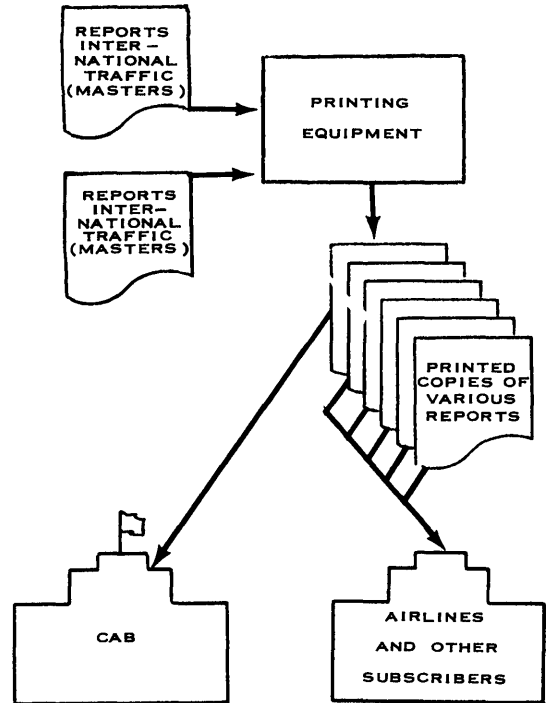 REPORTS
INTER-
NATIONAL
TRAFFIC
(MASTERS)
PRINTING
EQUIPMENT
REPORTS
INTER-
NATIONAL
TRAFFIC
(MASTERS)
PRINTED
COPIES OF
VARIOUS
REPORTS
CAB
AIRLINES
AND OTHER
SUBSCRIBERS